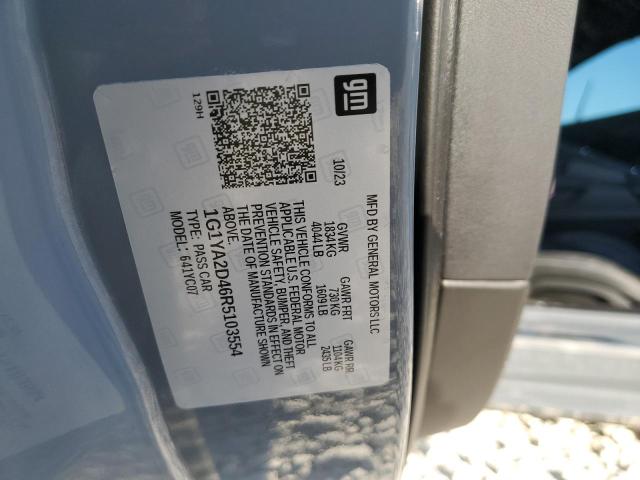 gm
MFD BY GENERAL MOTORS LLC
10/23
GVWR GAWR FRT GAWR RR
1834KG 730KG 1104KG
4044LB 1609LB 2435LB
THIS VEHICLE CONFORMS TO ALL
APPLICABLE U.S. FEDERAL MOTOR
VEHICLE SAFETY, BUMPER, AND THEFT
PREVENTION STANDARDS IN EFFECT ON
THE DATE OF MANUFACTURE SHOWN
ABOVE.
1G1YA2D46R5103554
TYPE: PASS CAR
MODEL: 641YC07
129H